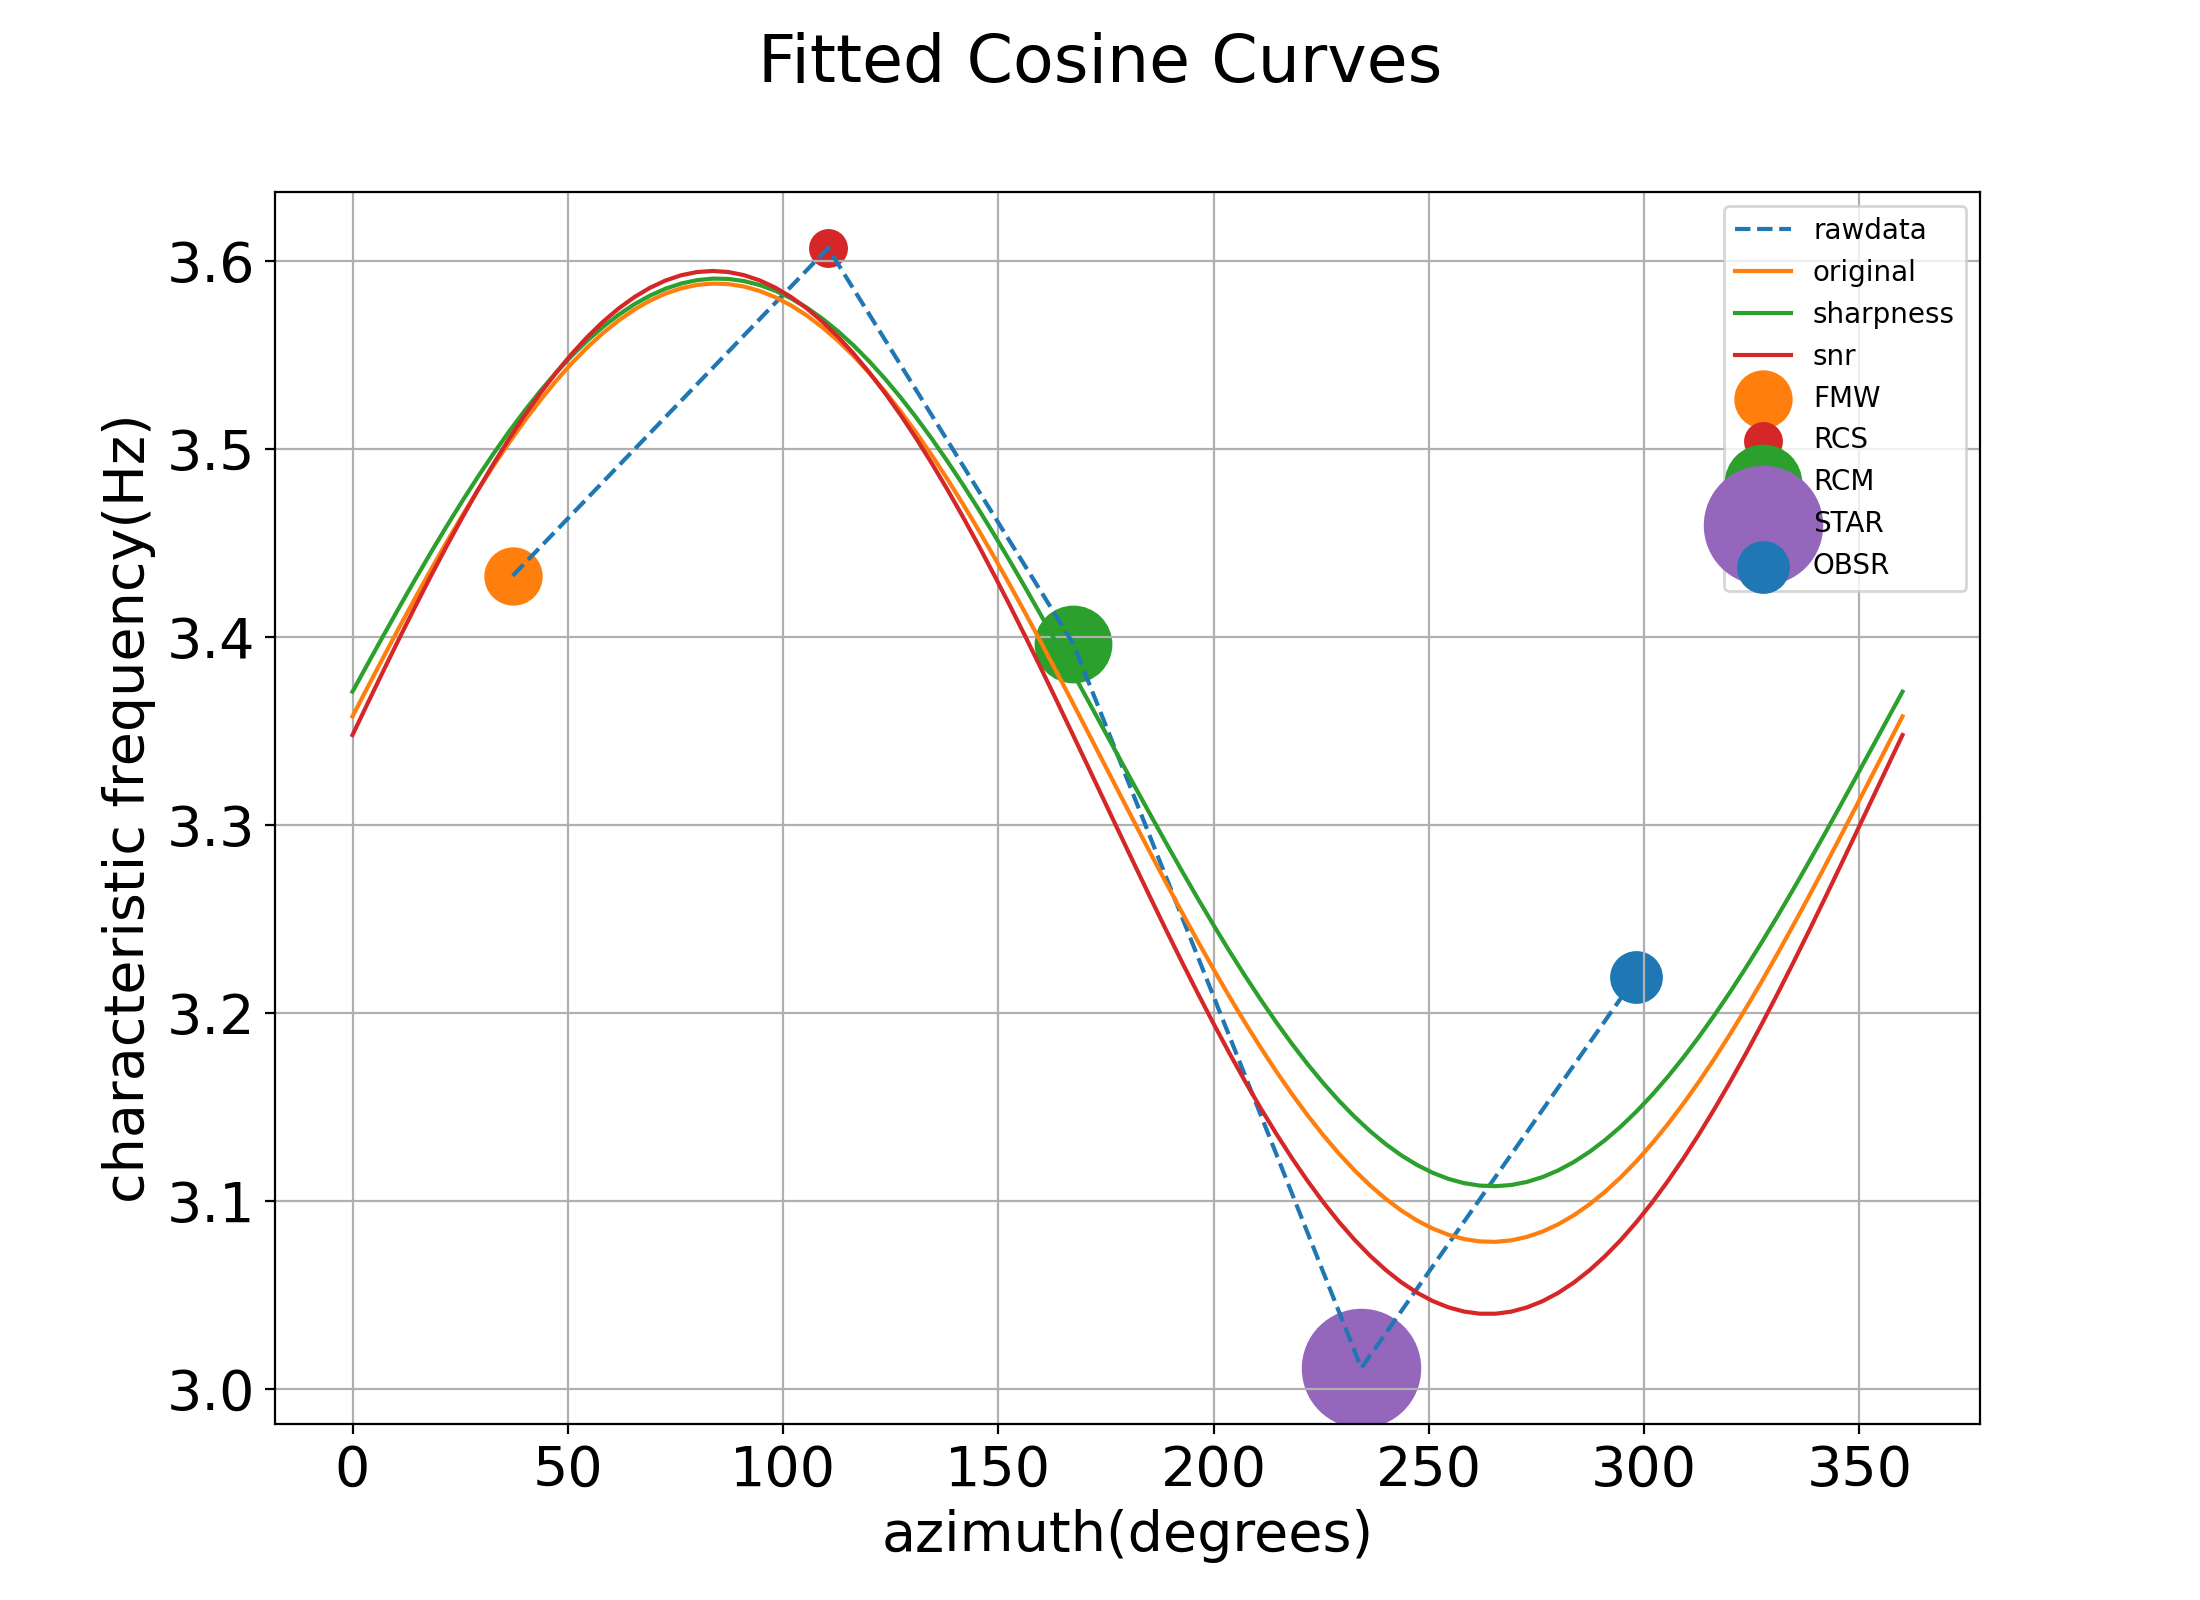 Fitted Cosine Curves
characteristic frequency(Hz)
3.6
3.5
3.4
3.3
3.2
3.1
3.0
rawdata
original
sharpness
snr
FMW
RCS
RCM
STAR
OBSR
0 50 100 150 200 250 300 350
azimuth(degrees)